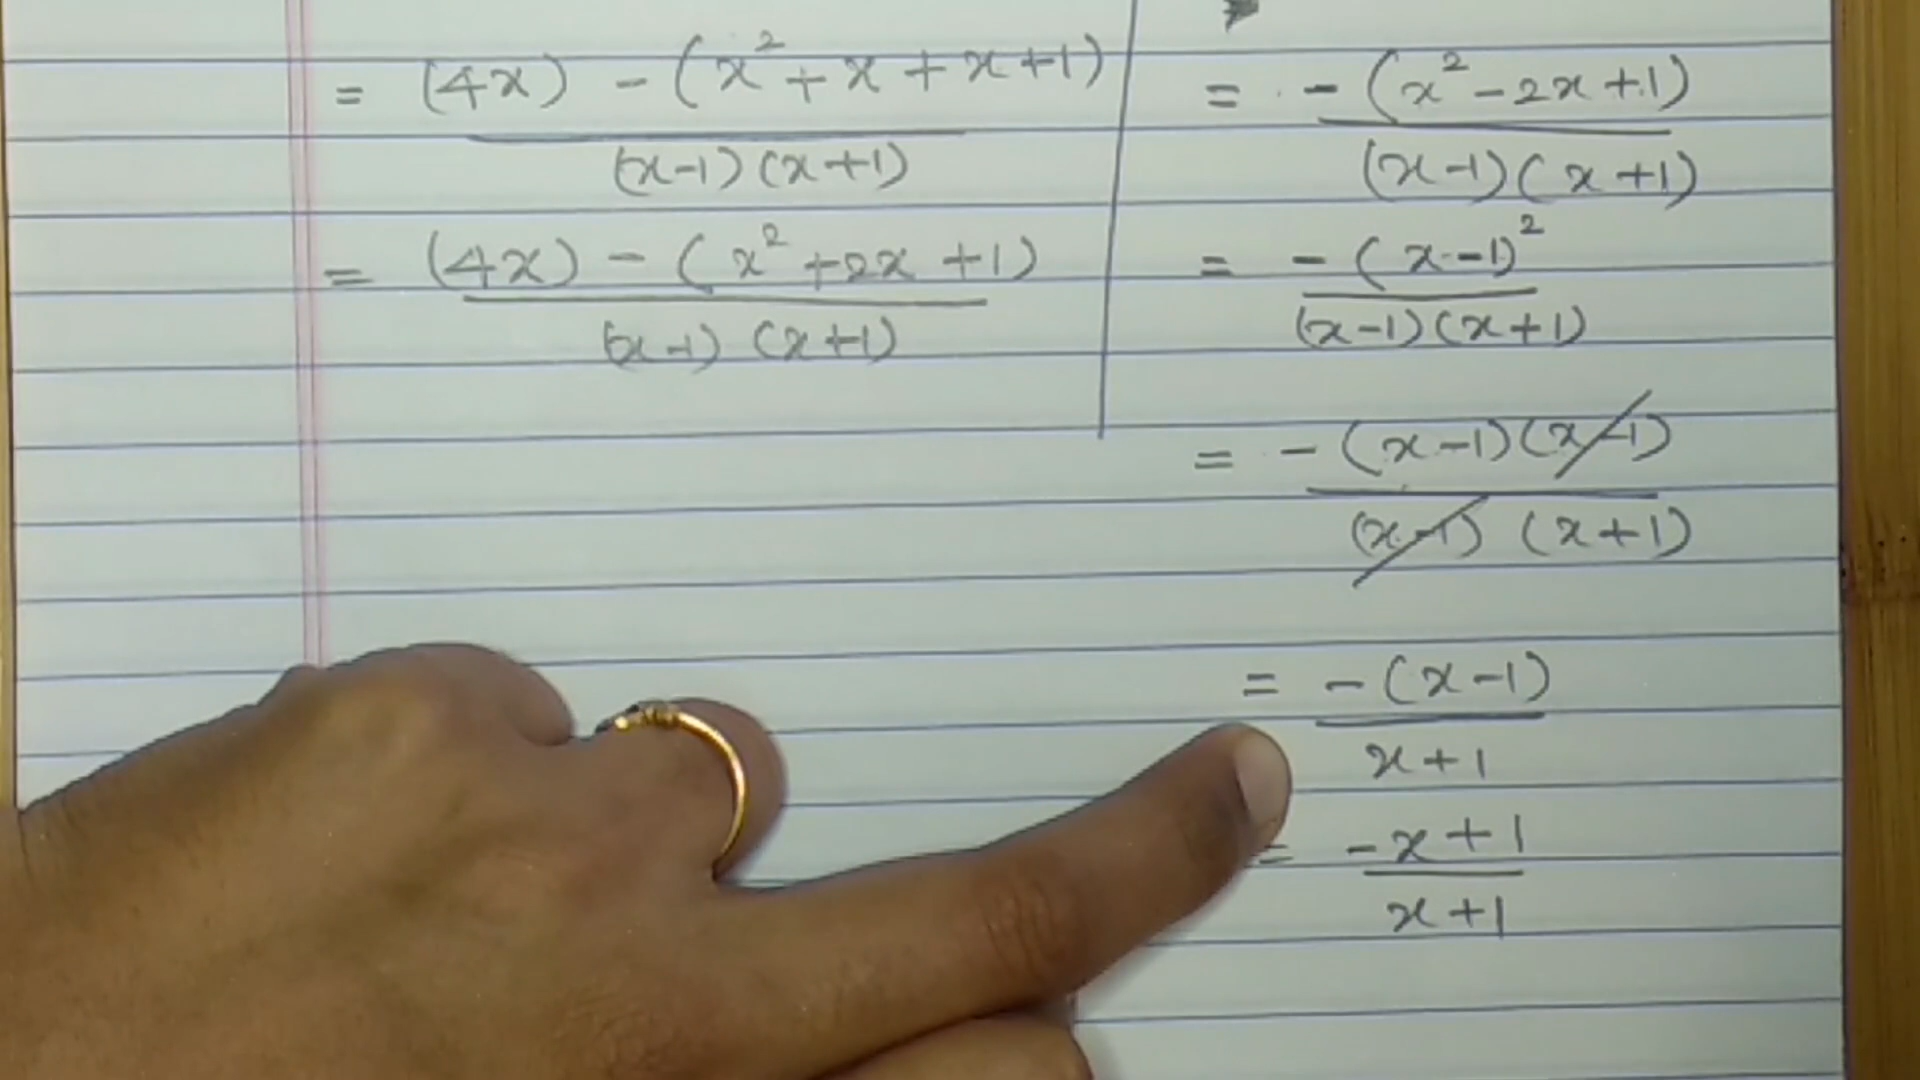 = (4x) - (x² + x + x + 1)
(x-1) (x+1)
= (4x) - (x² + 2x + 1)
(x-1) (x+1)
= - (x² - 2x + 1)
(x-1) (x+1)
= - (x-1)²
(x-1) (x+1)
= - (x-1) (x-1)
(x-1) (x+1)
= - (x-1)
x+1
= -x+1
x+1